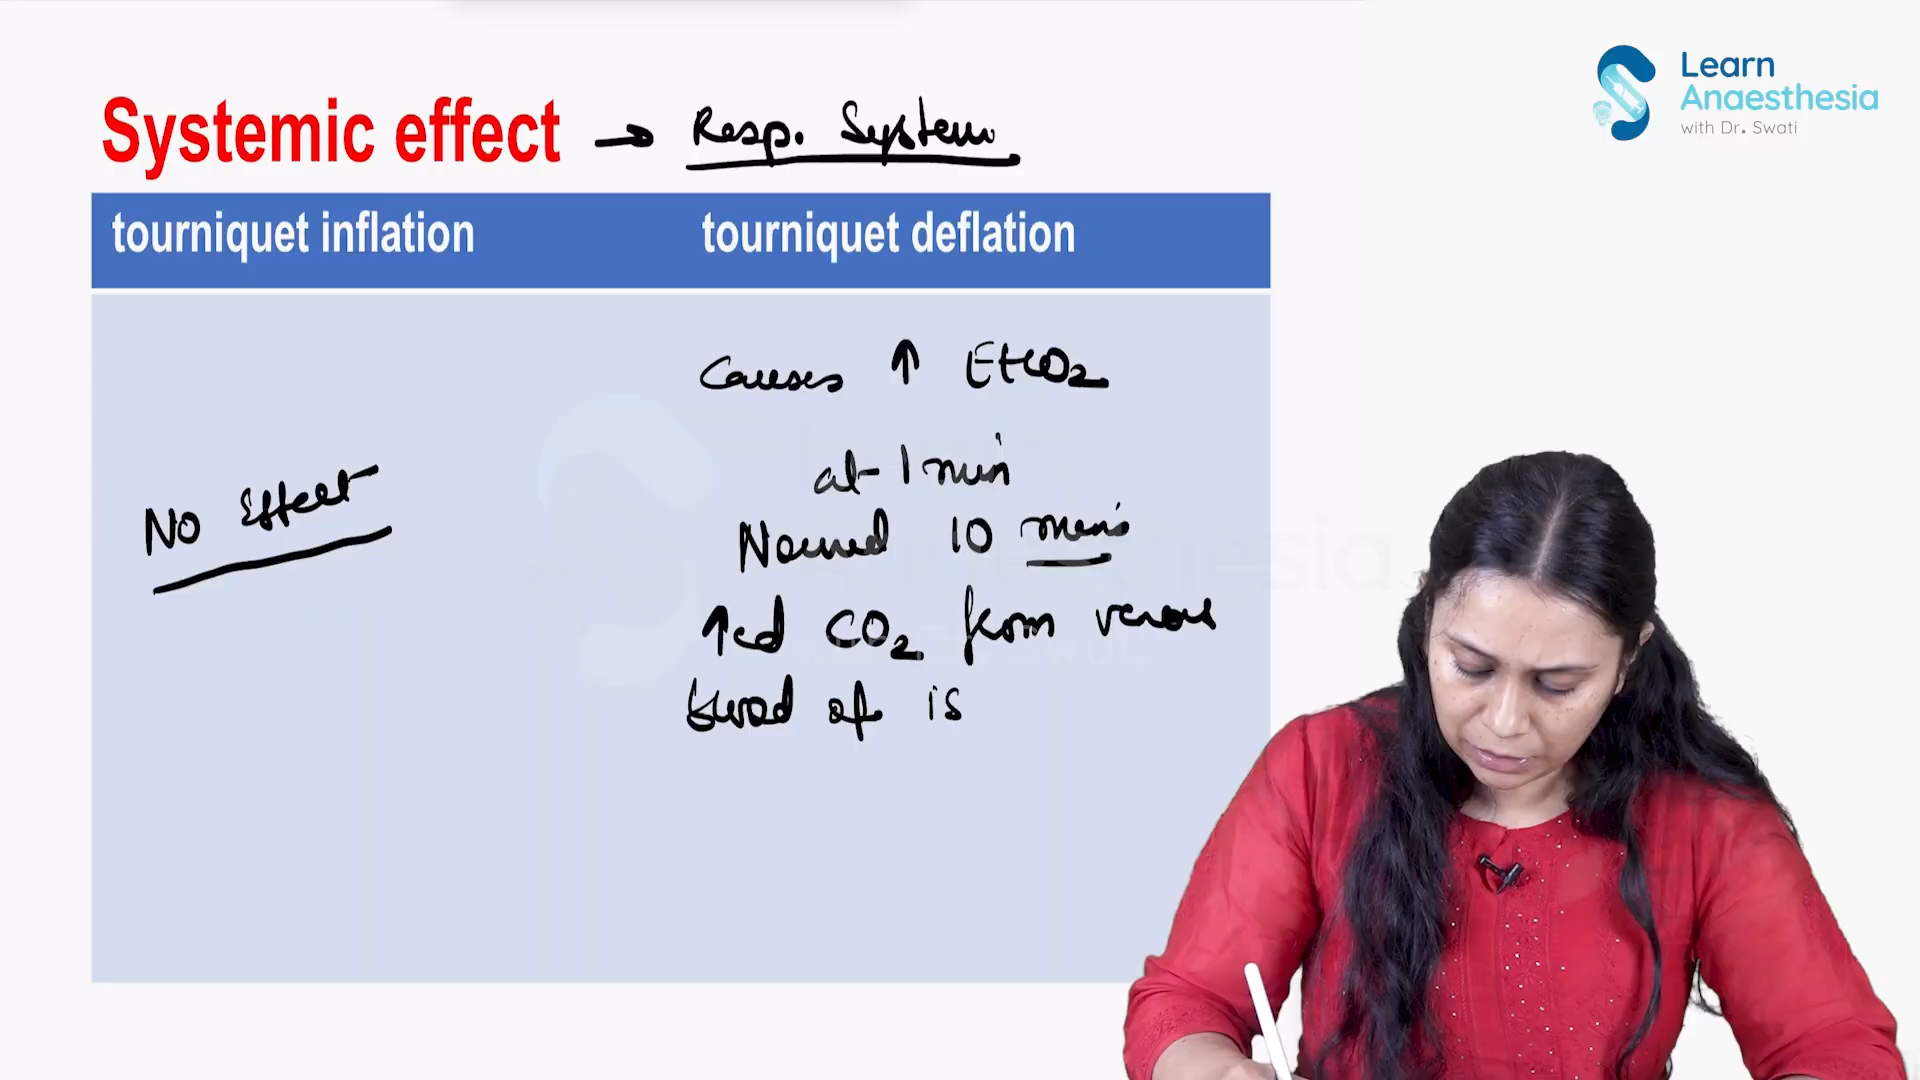 Learn
Anaesthesia
with Dr. Swati
Systemic effect → Resp. System
tourniquet inflation
tourniquet deflation
No Effect
Causes ↑ EtCO2
at 1 min
Normal 10 mins
↑ed CO2 from venous
blood of is